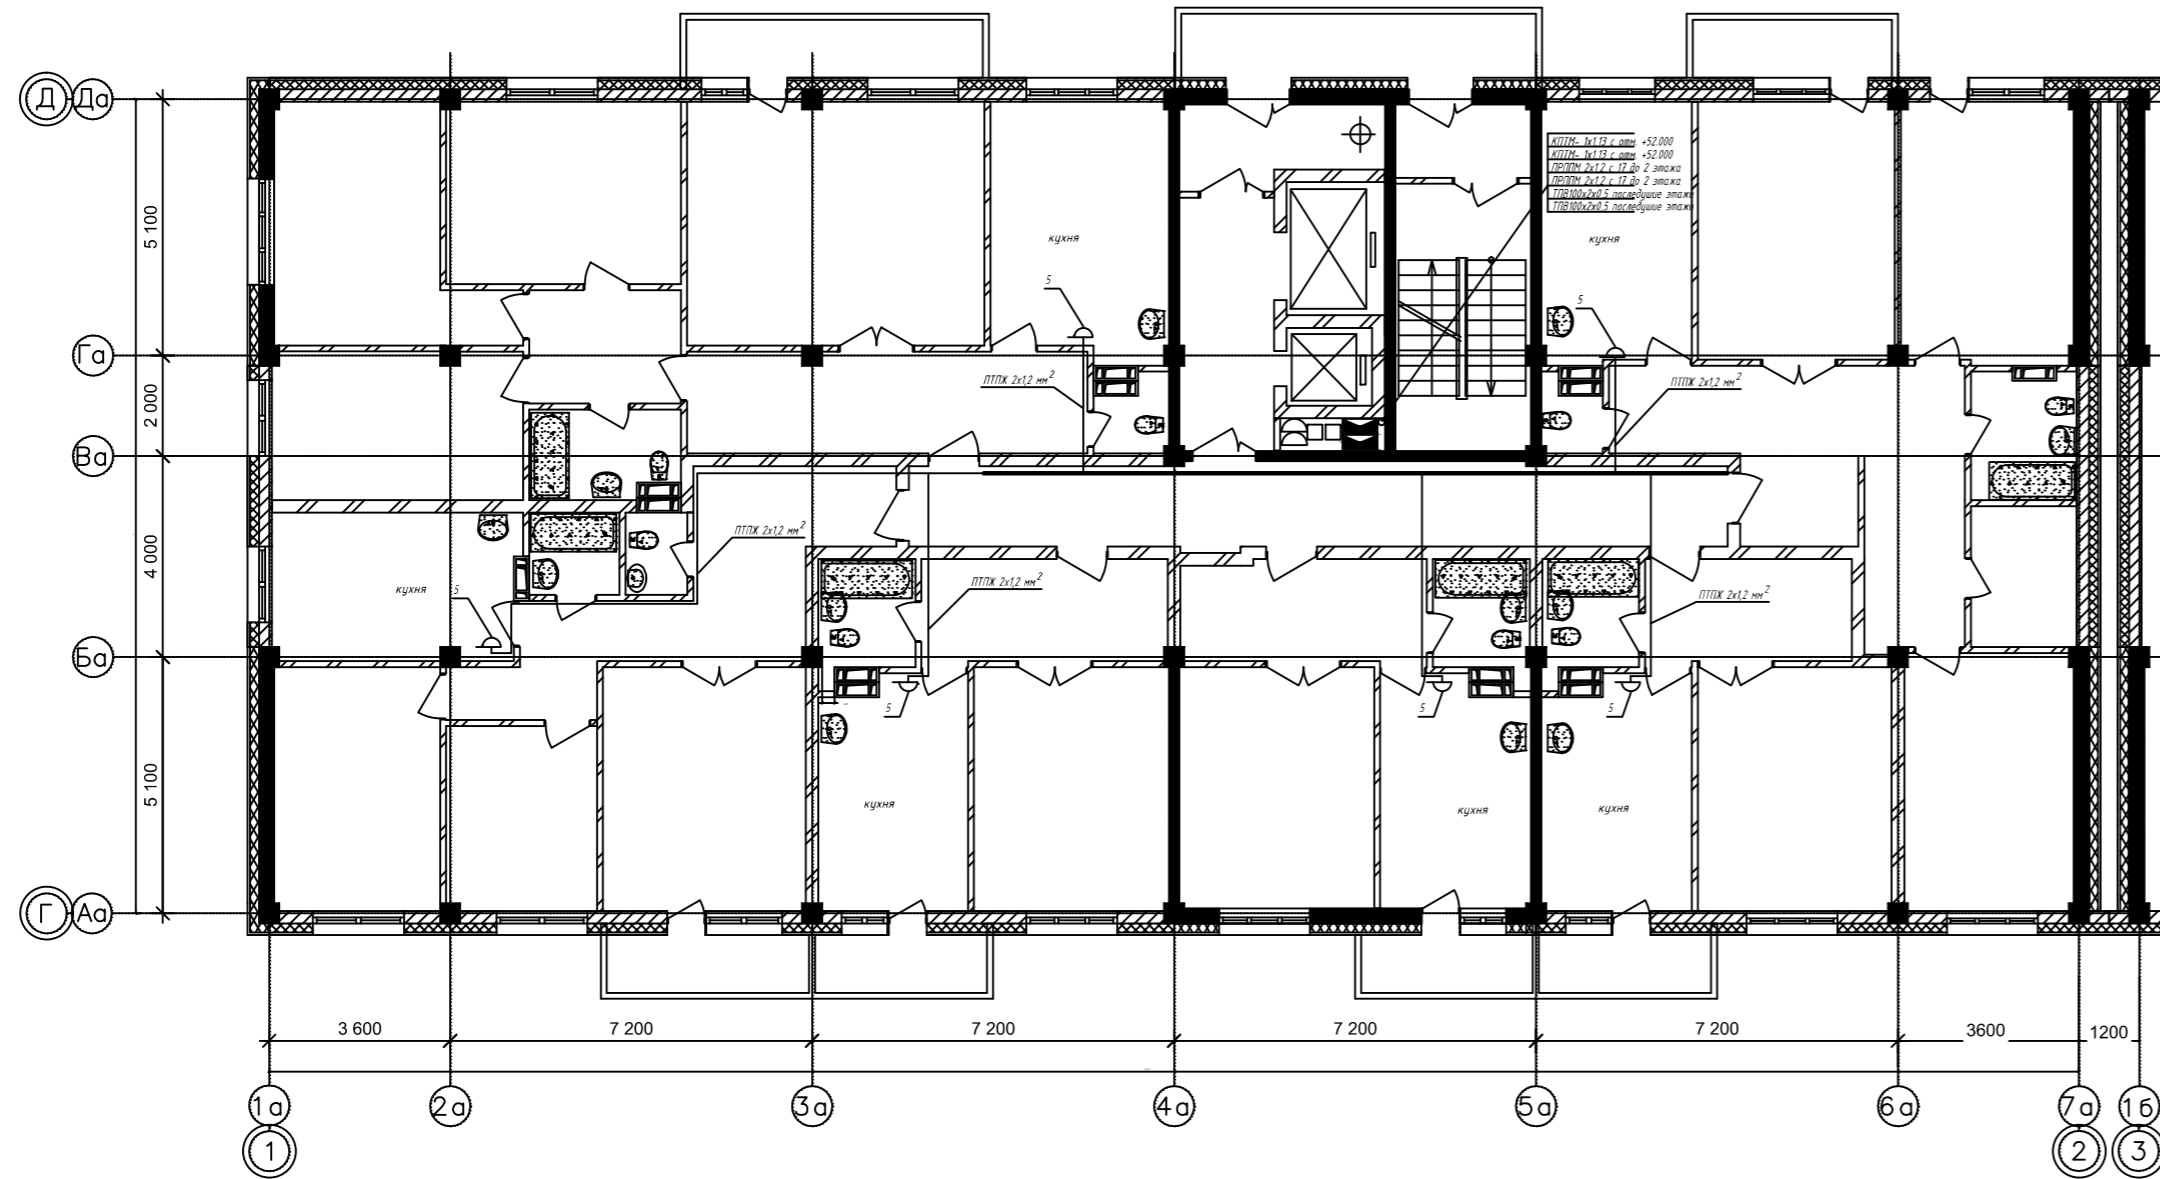 Д Да
КПТМ- 1х1.13 с отм. +52.000
КПТМ- 1х1.13 с отм. +52.000
ПРППМ 2х1.2 с 17 до 2 этажа
ПРППМ 2х1.2 с 17 до 2 этажа
ТПВ100х2х0.5 последущие этажи
ТПВ100х2х0.5 последущие этажи
5 100
кухня
кухня
5
5
Га
ПТПЖ 2х1,2 мм²
ПТПЖ 2х1,2 мм²
2 000
Ва
ПТПЖ 2х1,2 мм²
4 000
кухня
5
ПТПЖ 2х1,2 мм²
ПТПЖ 2х1,2 мм²
Ба
5
5
5
5 100
кухня
кухня
кухня
Г Аа
3 600
7 200
7 200
7 200
7 200
3600
1200
1а
2а
3а
4а
5а
6а
7а
1б
1
2
3